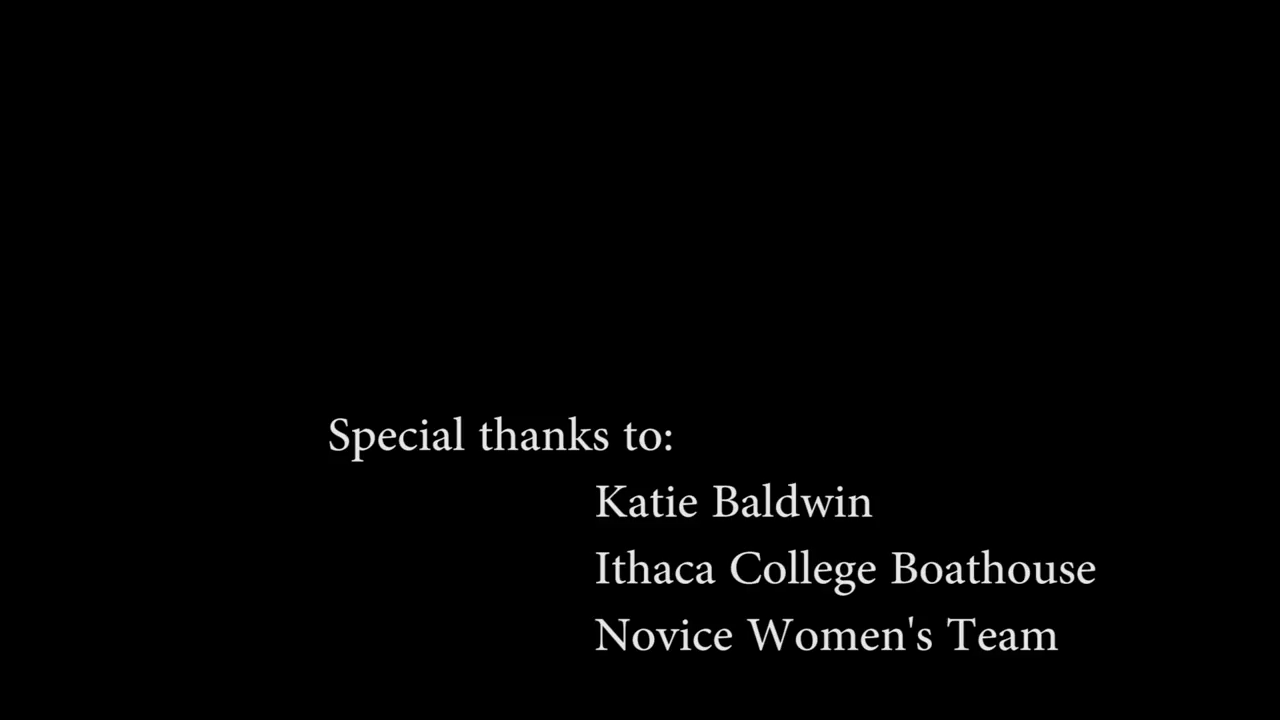 Special thanks to:
Katie Baldwin
Ithaca College Boathouse
Novice Women's Team